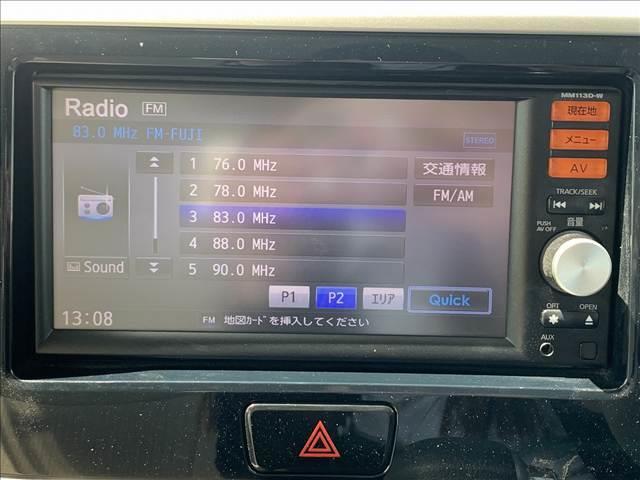 MM113D-W
Radio FM
83.0 MHz FM-FUJI
STEREO
1 76.0 MHz
2 78.0 MHz
3 83.0 MHz
4 88.0 MHz
5 90.0 MHz
交通情報
FM/AM
Sound
P1 P2 エリア Quick
13:08
FM 地図カードを挿入してください
現在地
メニュー
AV
TRACK/SEEK
PUSH
AV OFF
音量
OPT OPEN
AUX